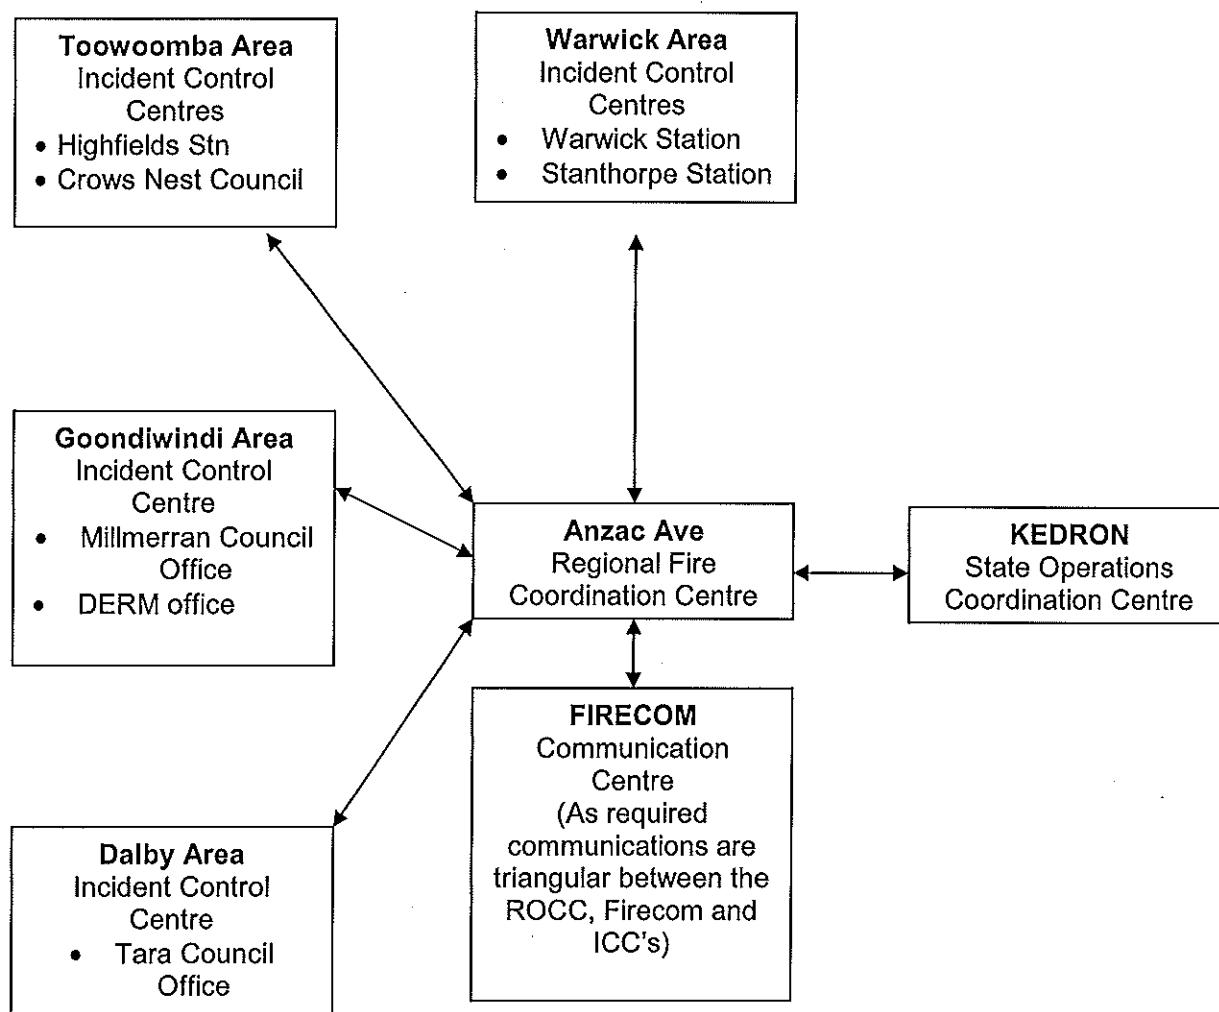 Toowoomba Area
Incident Control
Centres
• Highfields Stn
• Crows Nest Council
Warwick Area
Incident Control
Centres
• Warwick Station
• Stanthorpe Station
Goondiwindi Area
Incident Control
Centre
• Millmerran Council
Office
• DERM office
Anzac Ave
Regional Fire
Coordination Centre
KEDRON
State Operations
Coordination Centre
FIRECOM
Communication
Centre
(As required
communications are
triangular between the
ROCC, Firecom and
ICC's)
Dalby Area
Incident Control
Centre
• Tara Council
Office